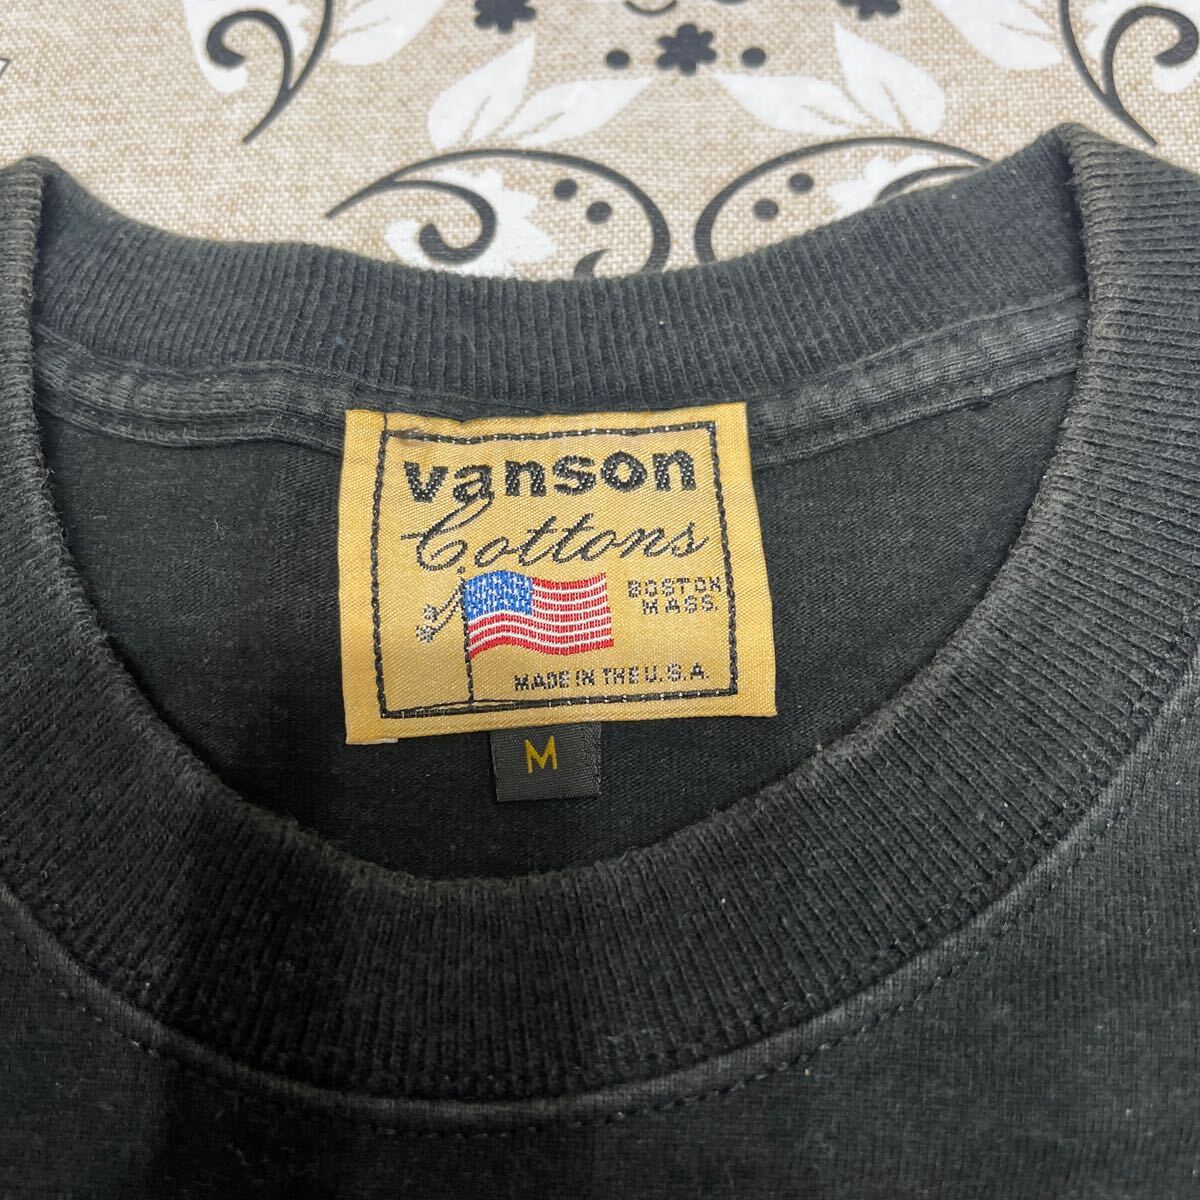 vanson
Cottons
BOSTON
MASS.
MADE IN THE U.S.A.
M